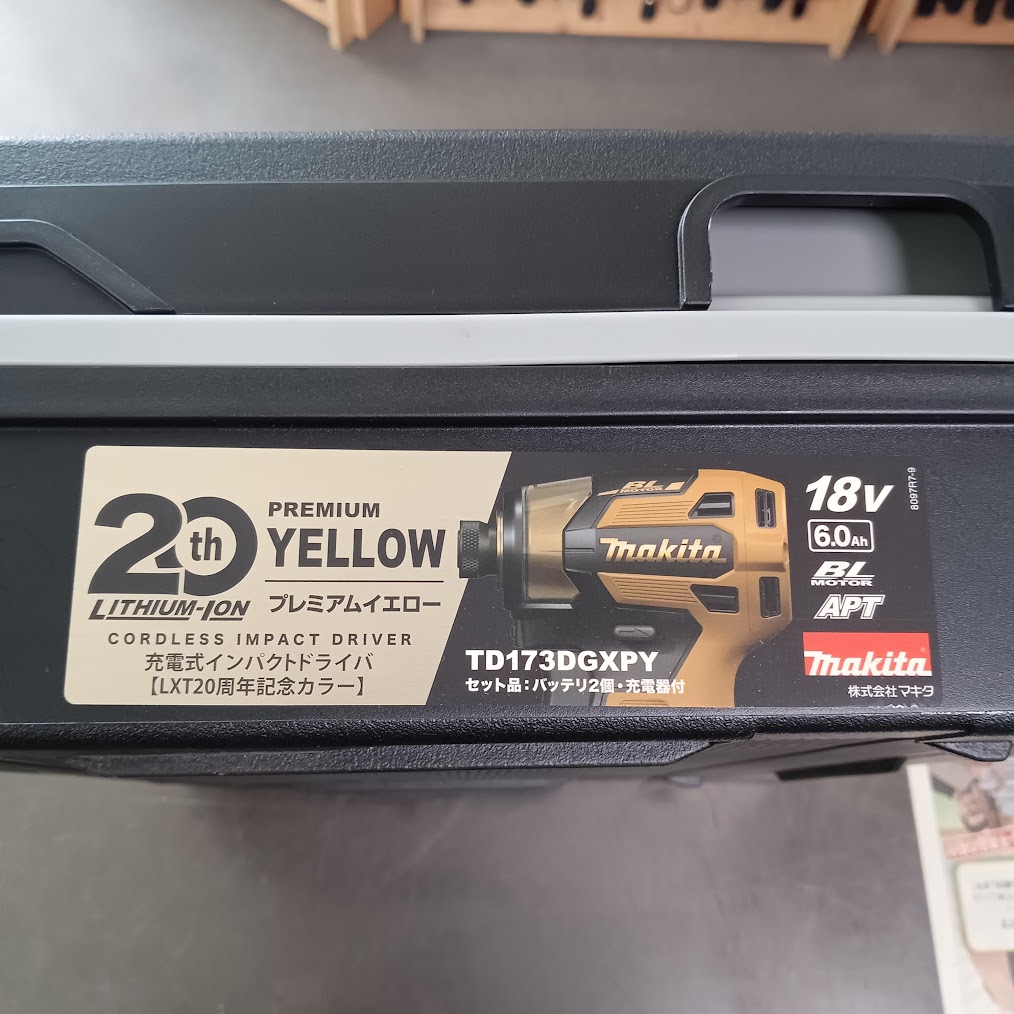 20th
LITHIUM-ION
PREMIUM
YELLOW
プレミアムイエロー
CORDLESS IMPACT DRIVER
充電式インパクトドライバ
【LXT20周年記念カラー】
BL
MOTOR
makita
TD173DGXPY
セット品：バッテリ2個・充電器付
18V
6.0Ah
BL
MOTOR
APT
makita
株式会社マキタ
8097R7-9